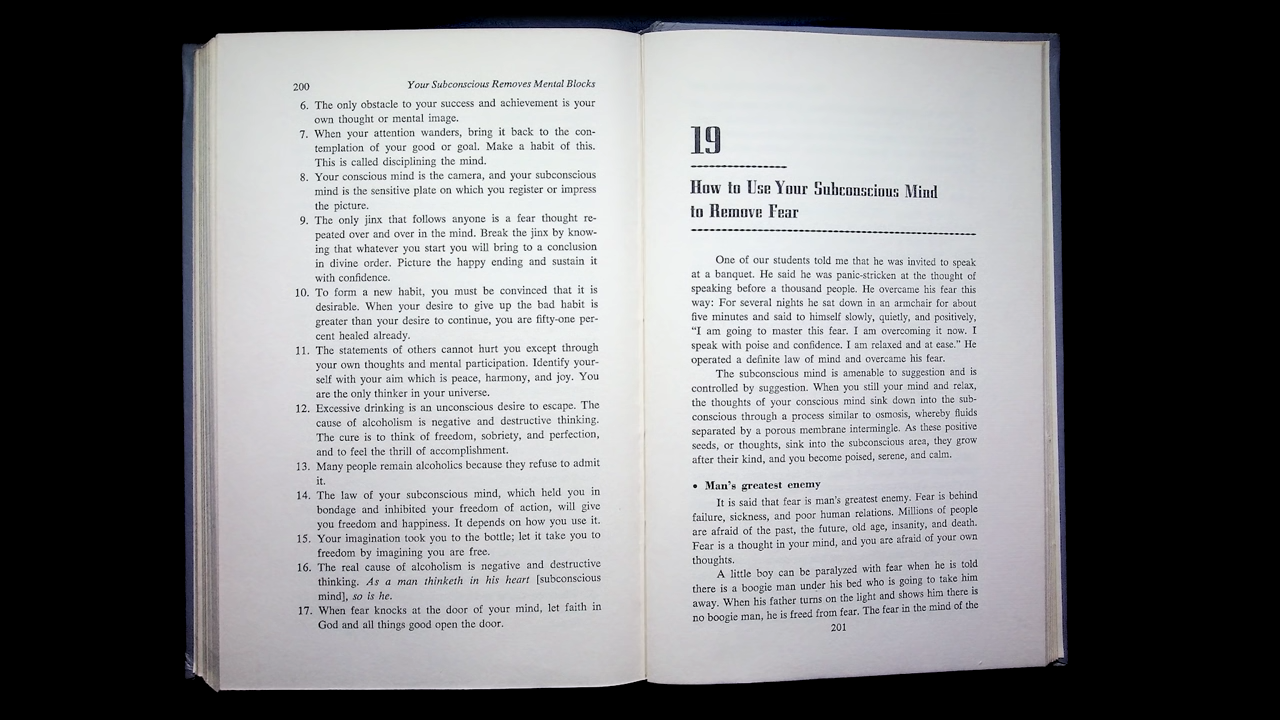 200 Your Subconscious Removes Mental Blocks
6. The only obstacle to your success and achievement is your
own thought or mental image.
7. When your attention wanders, bring it back to the con-
templation of your good or goal. Make a habit of this.
This is called disciplining the mind.
8. Your conscious mind is the camera, and your subconscious
mind is the sensitive plate on which you register or impress
the picture.
9. The only jinx that follows anyone is a fear thought re-
peated over and over in the mind. Break the jinx by know-
ing that whatever you start you will bring to a conclusion
in divine order. Picture the happy ending and sustain it
with confidence.
10. To form a new habit, you must be convinced that it is
desirable. When your desire to give up the bad habit is
greater than your desire to continue, you are fifty-one per-
cent healed already.
11. The statements of others cannot hurt you except through
your own thoughts and mental participation. Identify your-
self with your aim which is peace, harmony, and joy. You
are the only thinker in your universe.
12. Excessive drinking is an unconscious desire to escape. The
cause of alcoholism is negative and destructive thinking.
The cure is to think of freedom, sobriety, and perfection,
and to feel the thrill of accomplishment.
13. Many people remain alcoholics because they refuse to admit
it.
14. The law of your subconscious mind, which held you in
bondage and inhibited your freedom of action, will give
you freedom and happiness. It depends on how you use it.
15. Your imagination took you to the bottle; let it take you to
freedom by imagining you are free.
16. The real cause of alcoholism is negative and destructive
thinking. As a man thinketh in his heart [subconscious
mind], so is he.
17. When fear knocks at the door of your mind, let faith in
God and all things good open the door.
19
How to Use Your Subconscious Mind
to Remove Fear
One of our students told me that he was invited to speak
at a banquet. He said he was panic-stricken at the thought of
speaking before a thousand people. He overcame his fear this
way: For several nights he sat down in an armchair for about
five minutes and said to himself slowly, quietly, and positively,
“I am going to master this fear. I am overcoming it now. I
speak with poise and confidence. I am relaxed and at ease.” He
operated a definite law of mind and overcame his fear.
The subconscious mind is amenable to suggestion and is
controlled by suggestion. When you still your mind and relax,
the thoughts of your conscious mind sink down into the sub-
conscious through a process similar to osmosis, whereby fluids
separated by a porous membrane intermingle. As these positive
seeds, or thoughts, sink into the subconscious area, they grow
after their kind, and you become poised, serene, and calm.
• Man's greatest enemy
It is said that fear is man's greatest enemy. Fear is behind
failure, sickness, and poor human relations. Millions of people
are afraid of the past, the future, old age, insanity, and death.
Fear is a thought in your mind, and you are afraid of your own
thoughts.
A little boy can be paralyzed with fear when he is told
there is a boogie man under his bed who is going to take him
away. When his father turns on the light and shows him there is
no boogie man, he is freed from fear. The fear in the mind of the
201